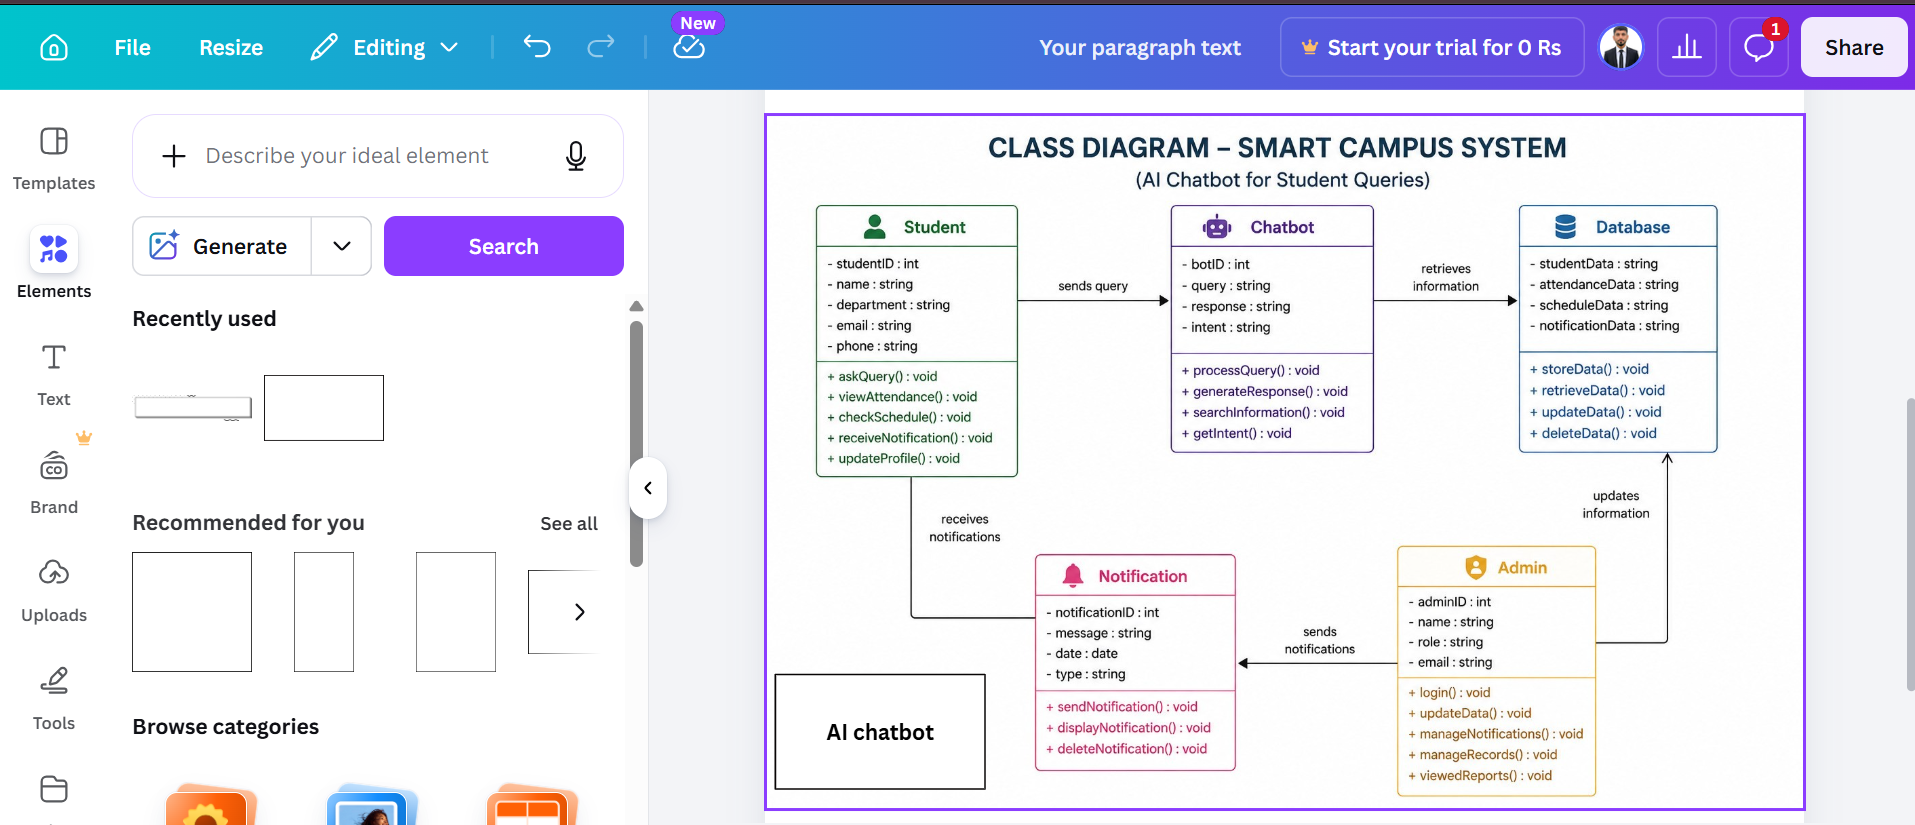 File
Resize
Editing
New
Your paragraph text
Start your trial for 0 Rs
1
Share
Templates
Elements
Text
Brand
Uploads
Tools
Describe your ideal element
Generate
Search
Recently used
Recommended for you
See all
Browse categories
CLASS DIAGRAM – SMART CAMPUS SYSTEM
(AI Chatbot for Student Queries)
Student
- studentID : int
- name : string
- department : string
- email : string
- phone : string
+ askQuery() : void
+ viewAttendance() : void
+ checkSchedule() : void
+ receiveNotification() : void
+ updateProfile() : void
sends query
Chatbot
- botID : int
- query : string
- response : string
- intent : string
+ processQuery() : void
+ generateResponse() : void
+ searchInformation() : void
+ getIntent() : void
retrieves
information
Database
- studentData : string
- attendanceData : string
- scheduleData : string
- notificationData : string
+ storeData() : void
+ retrieveData() : void
+ updateData() : void
+ deleteData() : void
receives
notifications
updates
information
Notification
- notificationID : int
- message : string
- date : date
- type : string
+ sendNotification() : void
+ displayNotification() : void
+ deleteNotification() : void
sends
notifications
Admin
- adminID : int
- name : string
- role : string
- email : string
+ login() : void
+ updateData() : void
+ manageNotifications() : void
+ manageRecords() : void
+ viewedReports() : void
AI chatbot